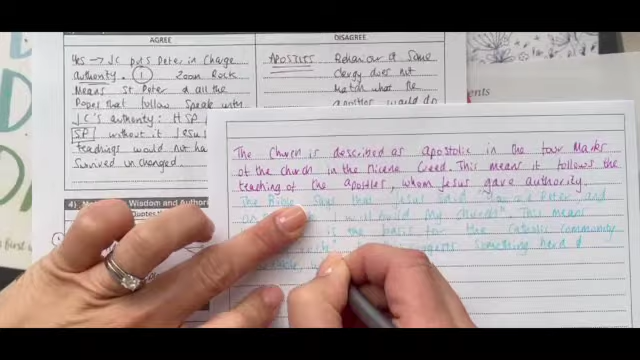 AGREE
DISAGREE
Yes → JC puts Peter in Charge
authority. ① Zoom Rock
Means St Peter & all the
Popes that follow speak with
JC's authority: HSP
SP without it Jesus
teachings would not ha
Survived unchanged.
APOSTLES Behaviour of Some
Clergy does not
Match what the
apostles would do
The Church is described as apostolic in the four Marks
of the Church in the Nicene Creed. This means it follows the
teaching of the apostles, whom Jesus gave authority.
The Bible Says that Jesus Said "You are Peter and
on I will build My Church". This means
is the basis for the Catholic Community
suggests something hard &
4) Wisdom and Author